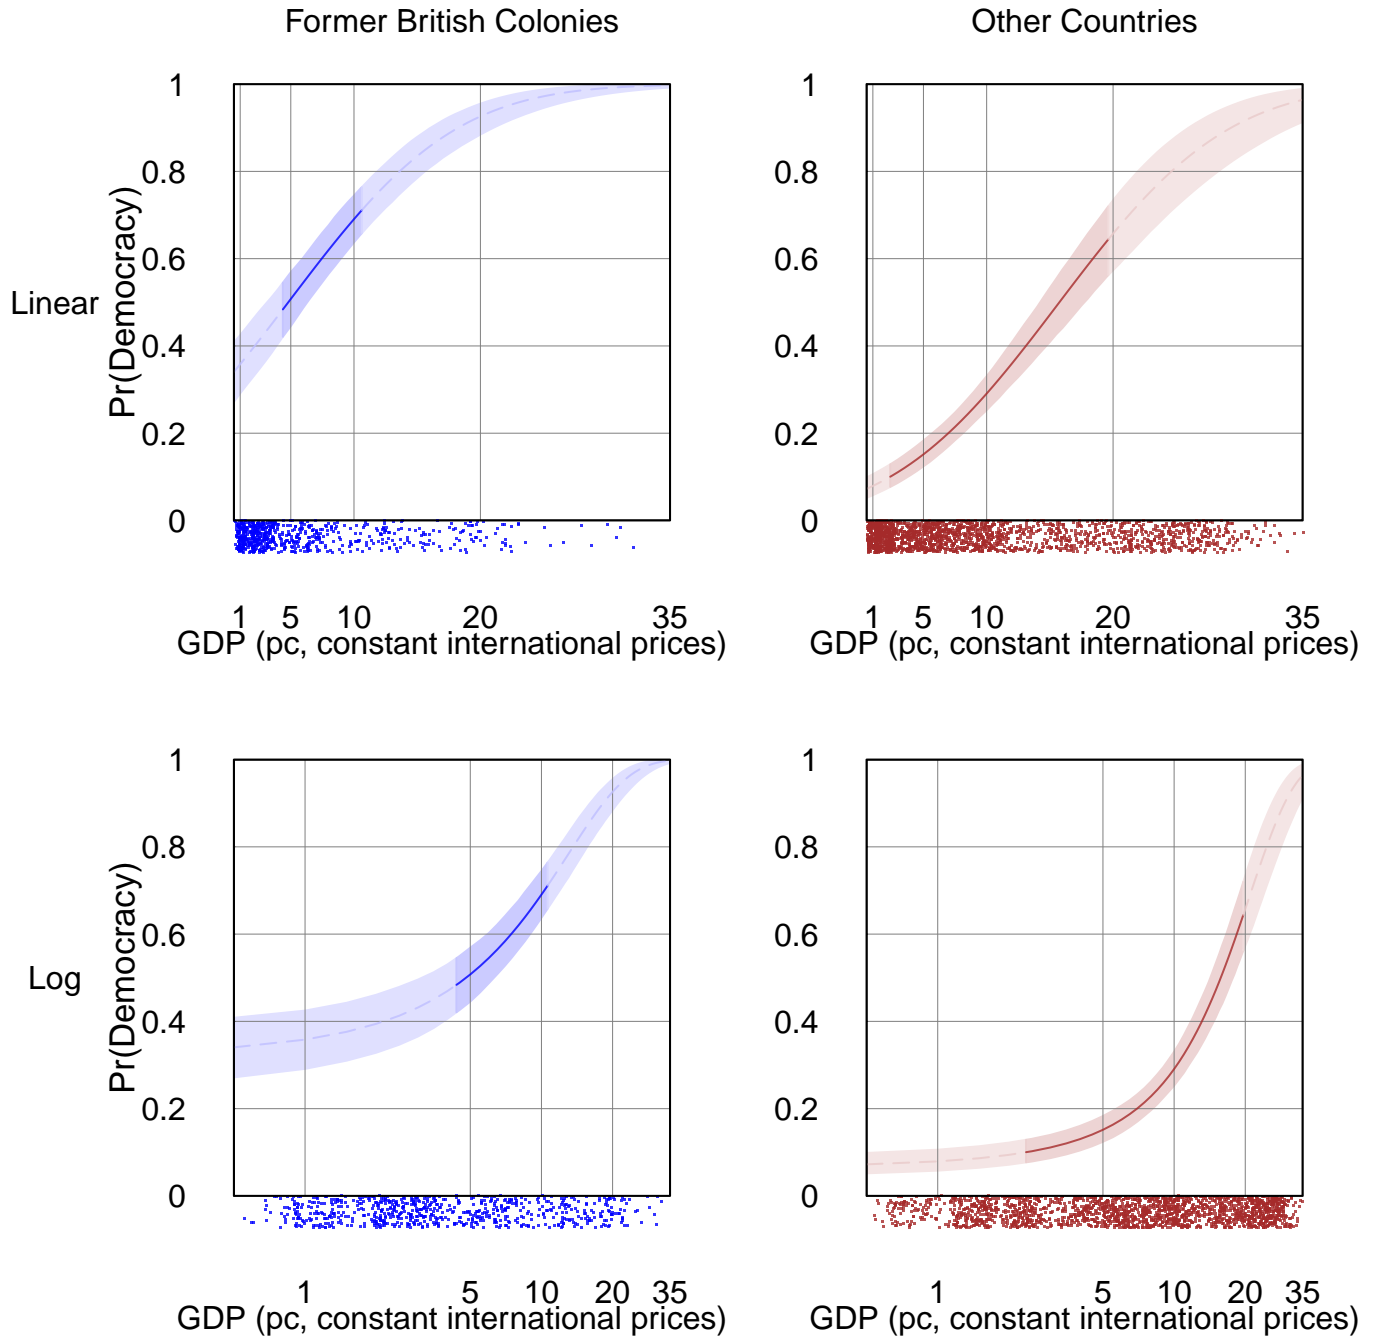 Former British Colonies
Other Countries
Linear
Pr(Democracy)
1
0.8
0.6
0.4
0.2
0
1 5 10 20 35
GDP (pc, constant international prices)
1
0.8
0.6
0.4
0.2
0
1 5 10 20 35
GDP (pc, constant international prices)
Log
Pr(Democracy)
1
0.8
0.6
0.4
0.2
0
1 5 10 20 35
GDP (pc, constant international prices)
1
0.8
0.6
0.4
0.2
0
1 5 10 20 35
GDP (pc, constant international prices)